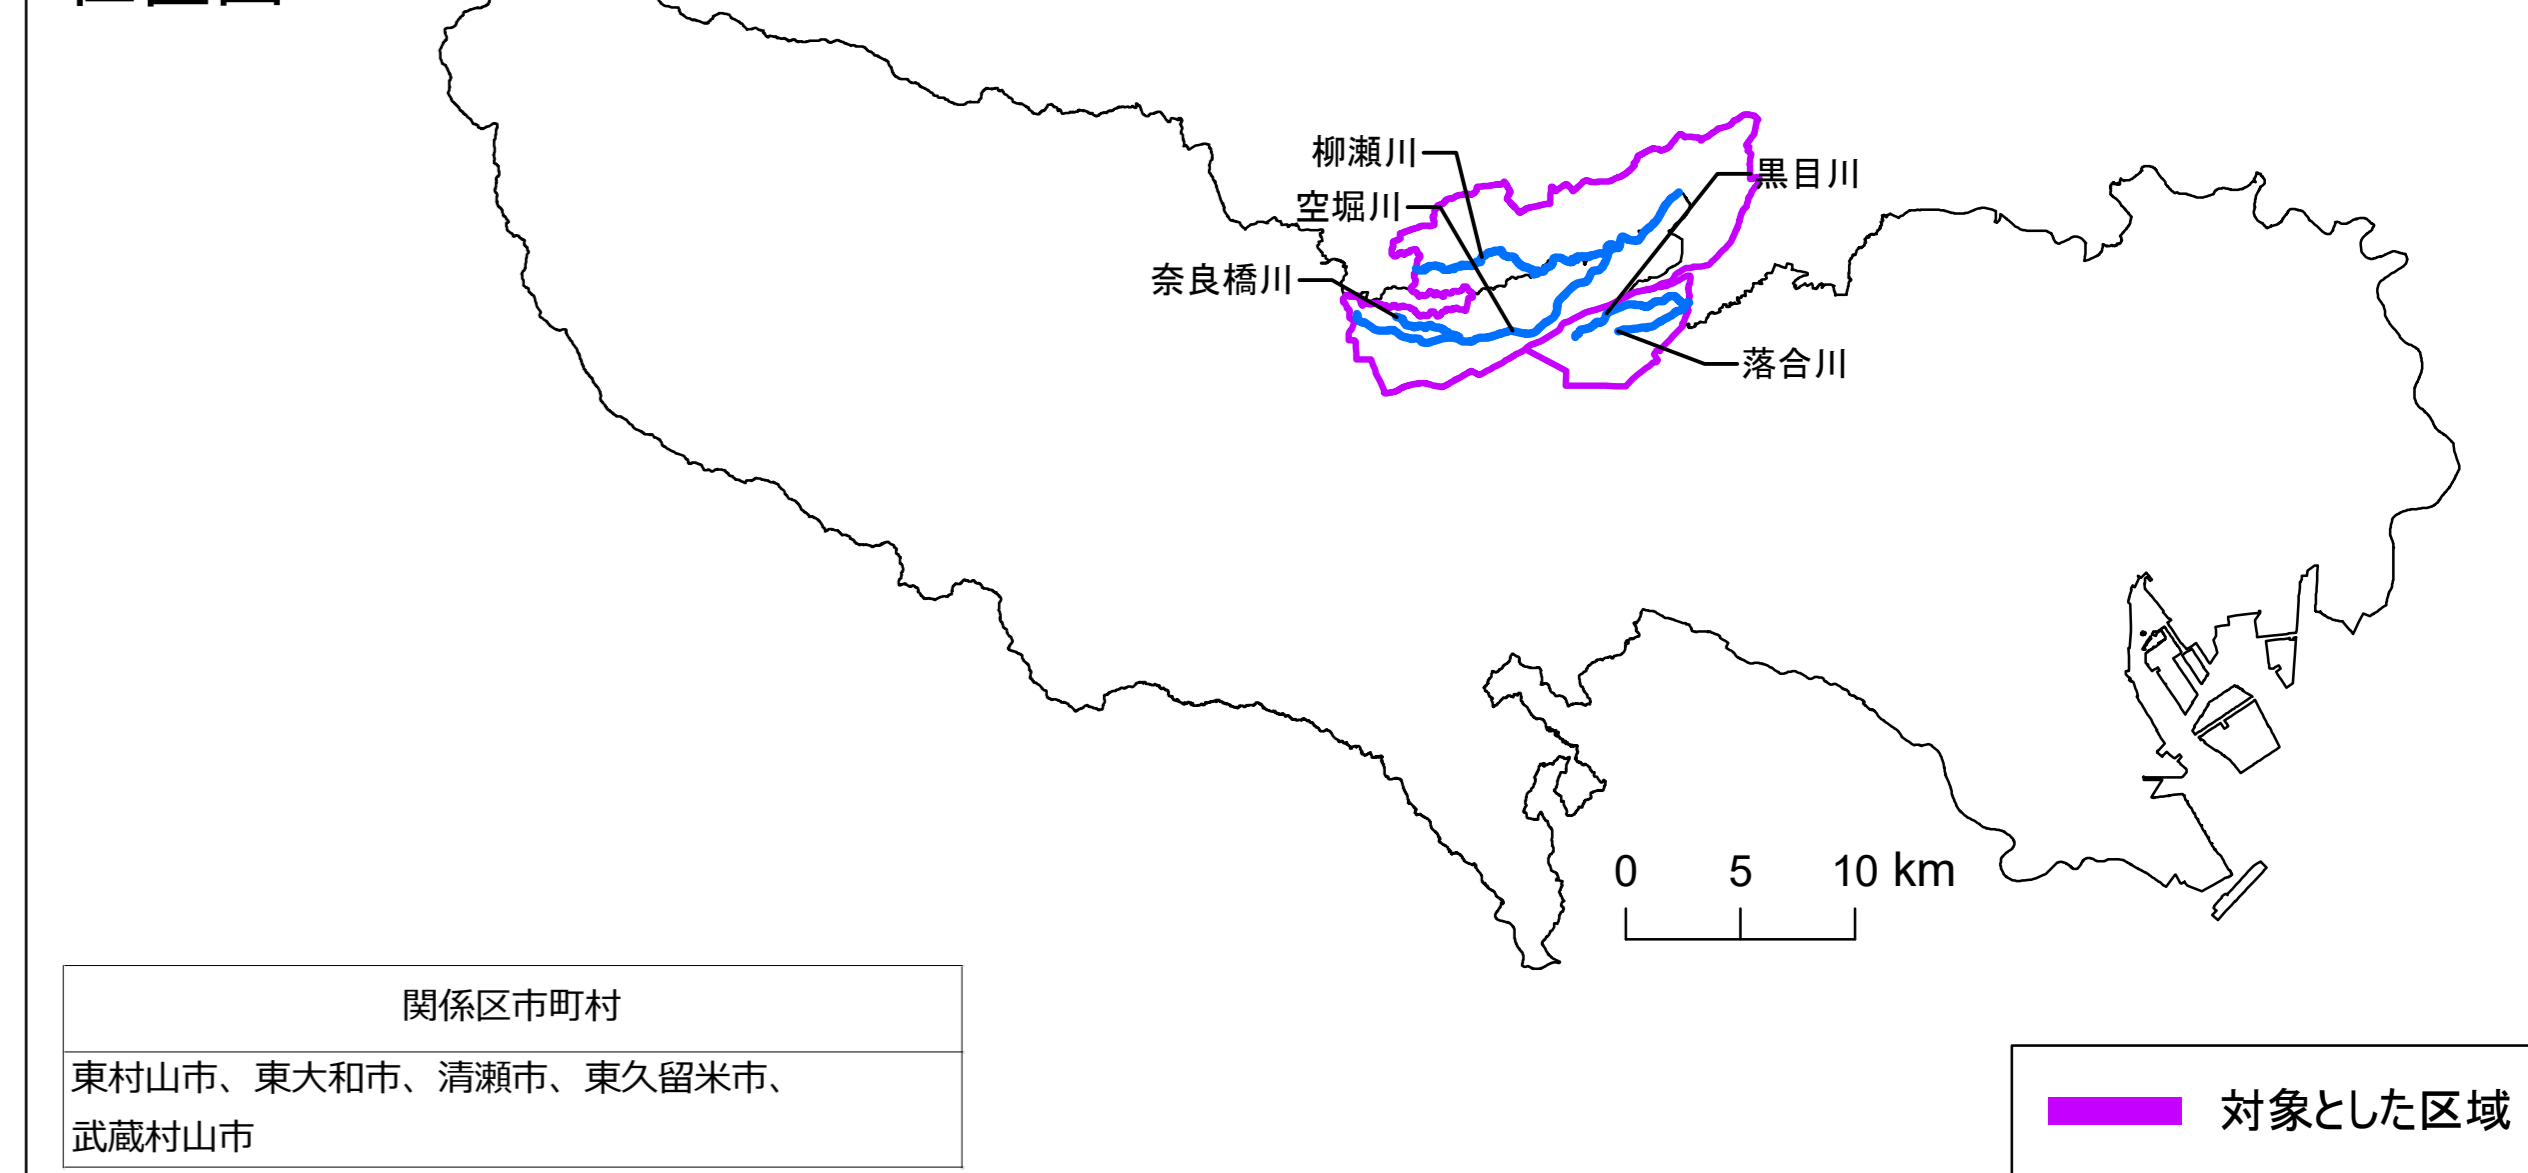 柳瀬川
黒目川
空堀川
奈良橋川
落合川
0 5 10 km
関係区市町村
東村山市、東大和市、清瀬市、東久留米市、
武蔵村山市
対象とした区域